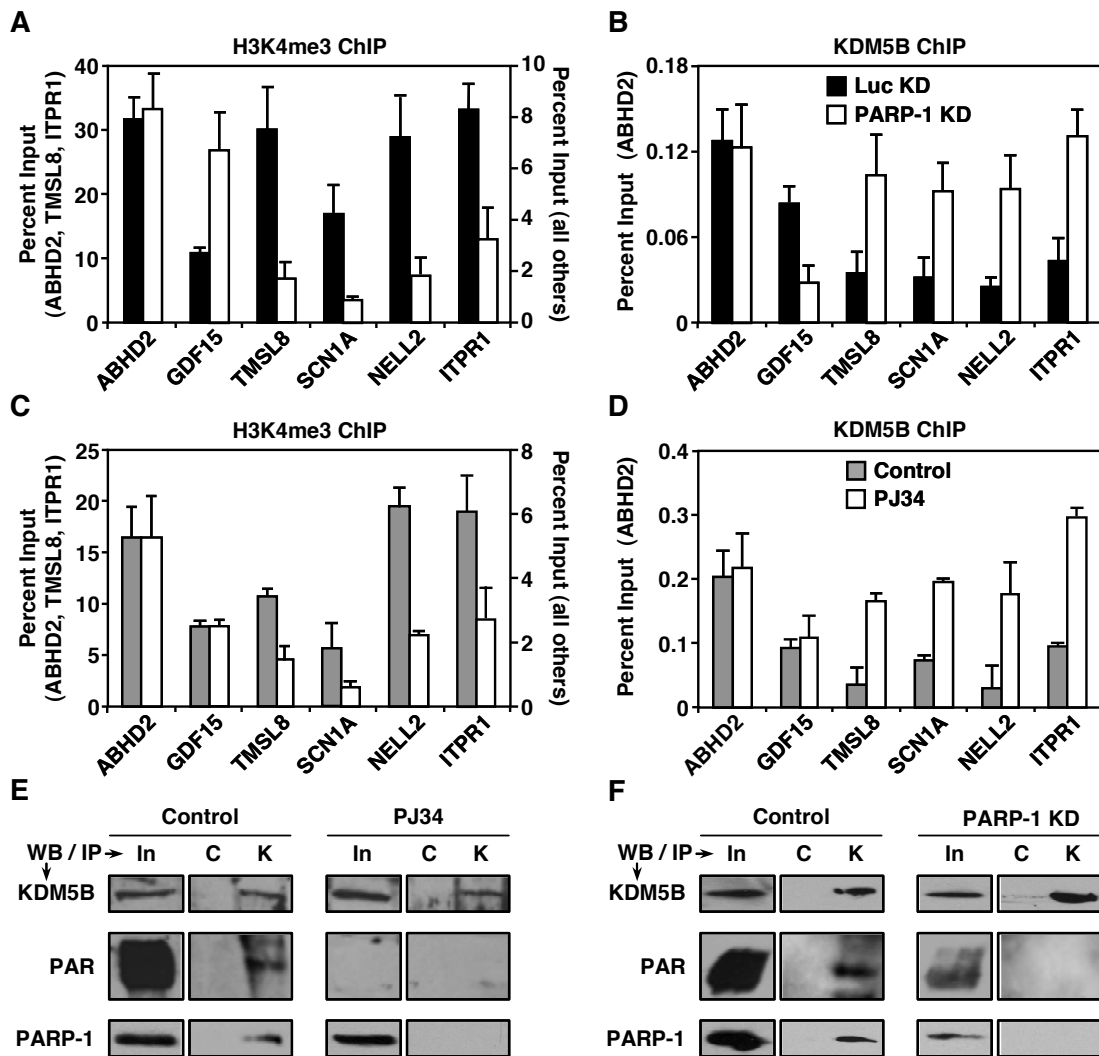 A
H3K4me3 ChIP
Percent Input
(ABHD2, TMSL8, ITPR1)
40
30
20
10
0
10
8
6
4
2
0
Percent Input (all others)
ABHD2
GDF15
TMSL8
SCN1A
NELL2
ITPR1
B
KDM5B ChIP
Percent Input (ABHD2)
0.18
0.12
0.06
0
Luc KD
PARP-1 KD
ABHD2
GDF15
TMSL8
SCN1A
NELL2
ITPR1
C
H3K4me3 ChIP
Percent Input
(ABHD2, TMSL8, ITPR1)
25
20
15
10
5
0
8
6
4
2
0
Percent Input (all others)
ABHD2
GDF15
TMSL8
SCN1A
NELL2
ITPR1
D
KDM5B ChIP
Percent Input (ABHD2)
0.4
0.3
0.2
0.1
0
Control
PJ34
ABHD2
GDF15
TMSL8
SCN1A
NELL2
ITPR1
E
Control PJ34
WB / IP → In C K In C K
KDM5B
PAR
PARP-1
F
Control PARP-1 KD
WB / IP → In C K In C K
KDM5B
PAR
PARP-1